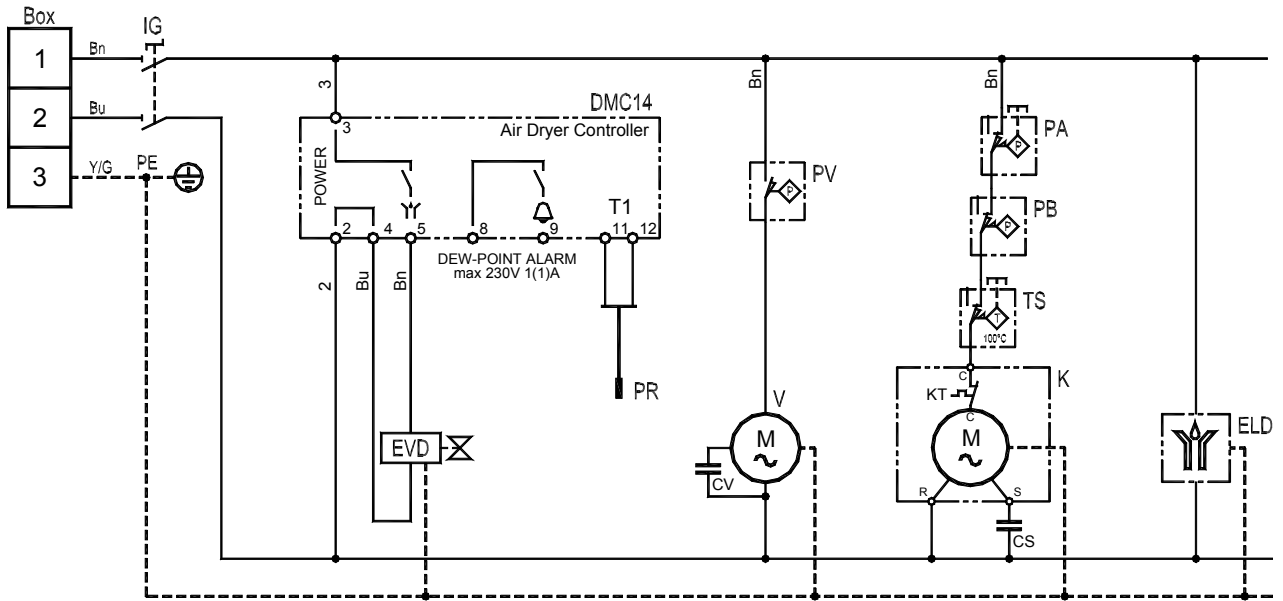 Box
IG
1
Bn
2
Bu
3
Y/G
PE
3
DMC14
3
Air Dryer Controller
POWER
T1
2
4
5
8
9
11
12
DEW-POINT ALARM
max 230V 1(1)A
2
Bu
Bn
PR
EVD
Bn
P
PV
V
M
CV
Bn
P
PA
P
PB
T
100°C
TS
C
K
KT
C
M
R
S
CS
ELD